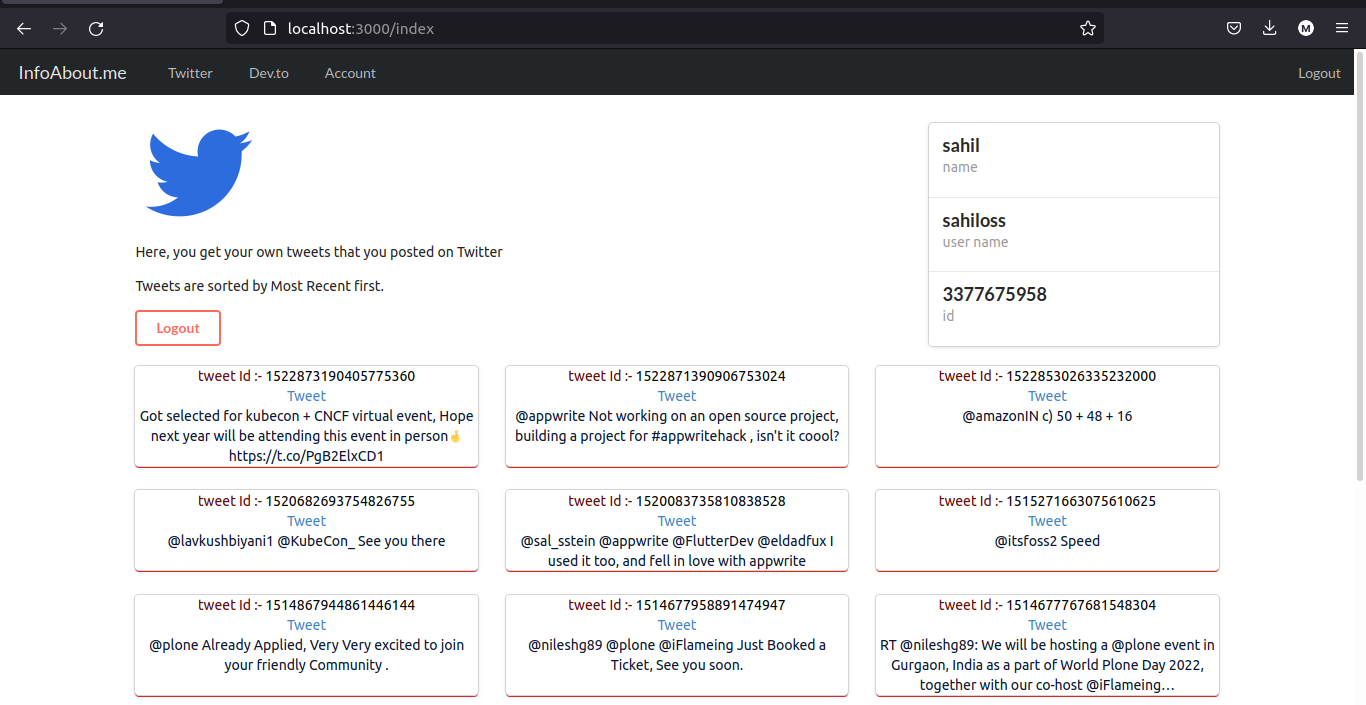 localhost:3000/index
M
InfoAbout.me Twitter Dev.to Account Logout
sahil
name
sahiloss
user name
3377675958
id
Here, you get your own tweets that you posted on Twitter
Tweets are sorted by Most Recent first.
Logout
tweet Id :- 1522873190405775360
Tweet
Got selected for kubecon + CNCF virtual event, Hope
next year will be attending this event in person🤞
https://t.co/PgB2ElxCD1
tweet Id :- 1522871390906753024
Tweet
@appwrite Not working on an open source project,
building a project for #appwritehack , isn't it coool?
tweet Id :- 1522853026335232000
Tweet
@amazonIN c) 50 + 48 + 16
tweet Id :- 1520682693754826755
Tweet
@lavkushbiyani1 @KubeCon_ See you there
tweet Id :- 1520083735810838528
Tweet
@sal_sstein @appwrite @FlutterDev @eldadfux I
used it too, and fell in love with appwrite
tweet Id :- 1515271663075610625
Tweet
@itsfoss2 Speed
tweet Id :- 1514867944861446144
Tweet
@plone Already Applied, Very Very excited to join
your friendly Community .
tweet Id :- 1514677958891474947
Tweet
@nileshg89 @plone @iFlameing Just Booked a
Ticket, See you soon.
tweet Id :- 1514677767681548304
Tweet
RT @nileshg89: We will be hosting a @plone event in
Gurgaon, India as a part of World Plone Day 2022,
together with our co-host @iFlameing…